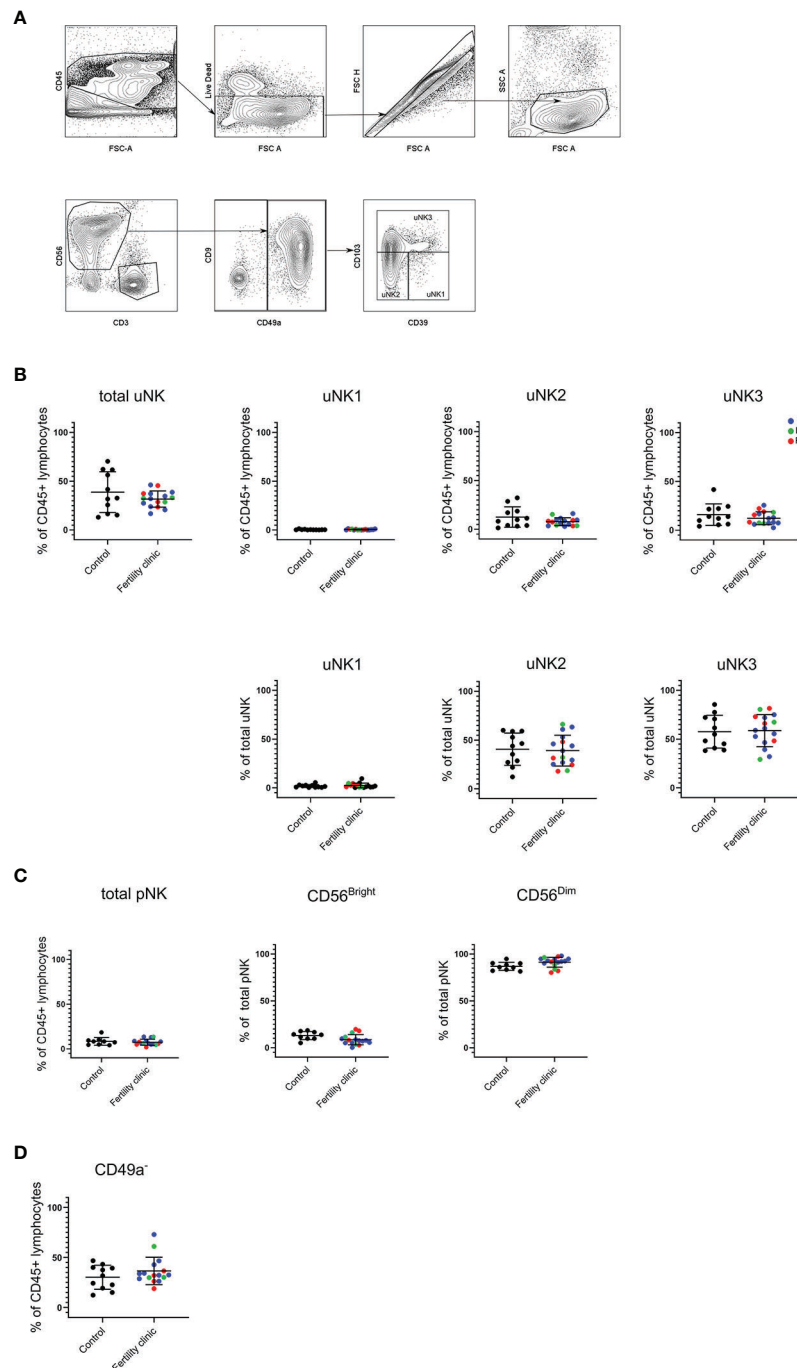 A
CD45
FSC-A
Live Dead
FSC A
FSC H
FSC A
SSC A
FSC A
CD56
CD3
CD9
CD49a
CD103
CD39
uNK3
uNK2
uNK1
B
total uNK
% of CD45+ lymphocytes
100
50
0
Control
Fertility clinic
uNK1
% of CD45+ lymphocytes
100
50
0
Control
Fertility clinic
uNK2
% of CD45+ lymphocytes
100
50
0
Control
Fertility clinic
uNK3
% of CD45+ lymphocytes
100
50
0
Control
Fertility clinic
uNK1
% of total uNK
100
50
0
Control
Fertility clinic
uNK2
% of total uNK
100
50
0
Control
Fertility clinic
uNK3
% of total uNK
100
50
0
Control
Fertility clinic
C
total pNK
% of CD45+ lymphocytes
100
50
0
Control
Fertility clinic
CD56Bright
% of total pNK
100
50
0
Control
Fertility clinic
CD56Dim
% of total pNK
100
50
0
Control
Fertility clinic
D
CD49a-
% of CD45+ lymphocytes
100
50
0
Control
Fertility clinic